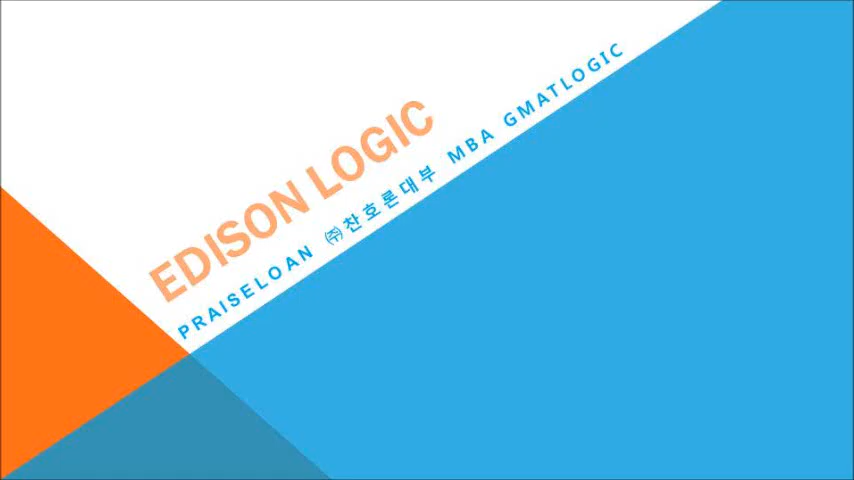 EDISON LOGIC
PRAISELOAN ㈜찬호론대부 MBA GMATLOGIC